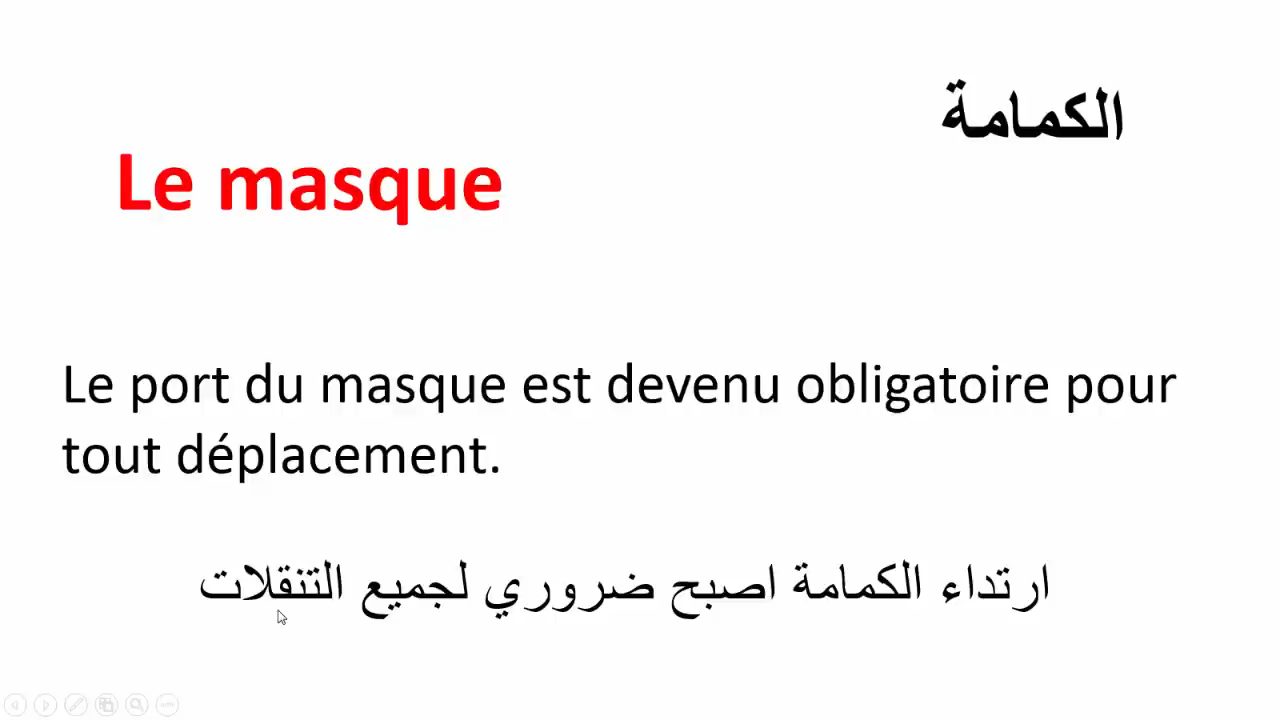 الكمامة
Le masque
Le port du masque est devenu obligatoire pour
tout déplacement.
ارتداء الكمامة اصبح ضروري لجميع التنقلات